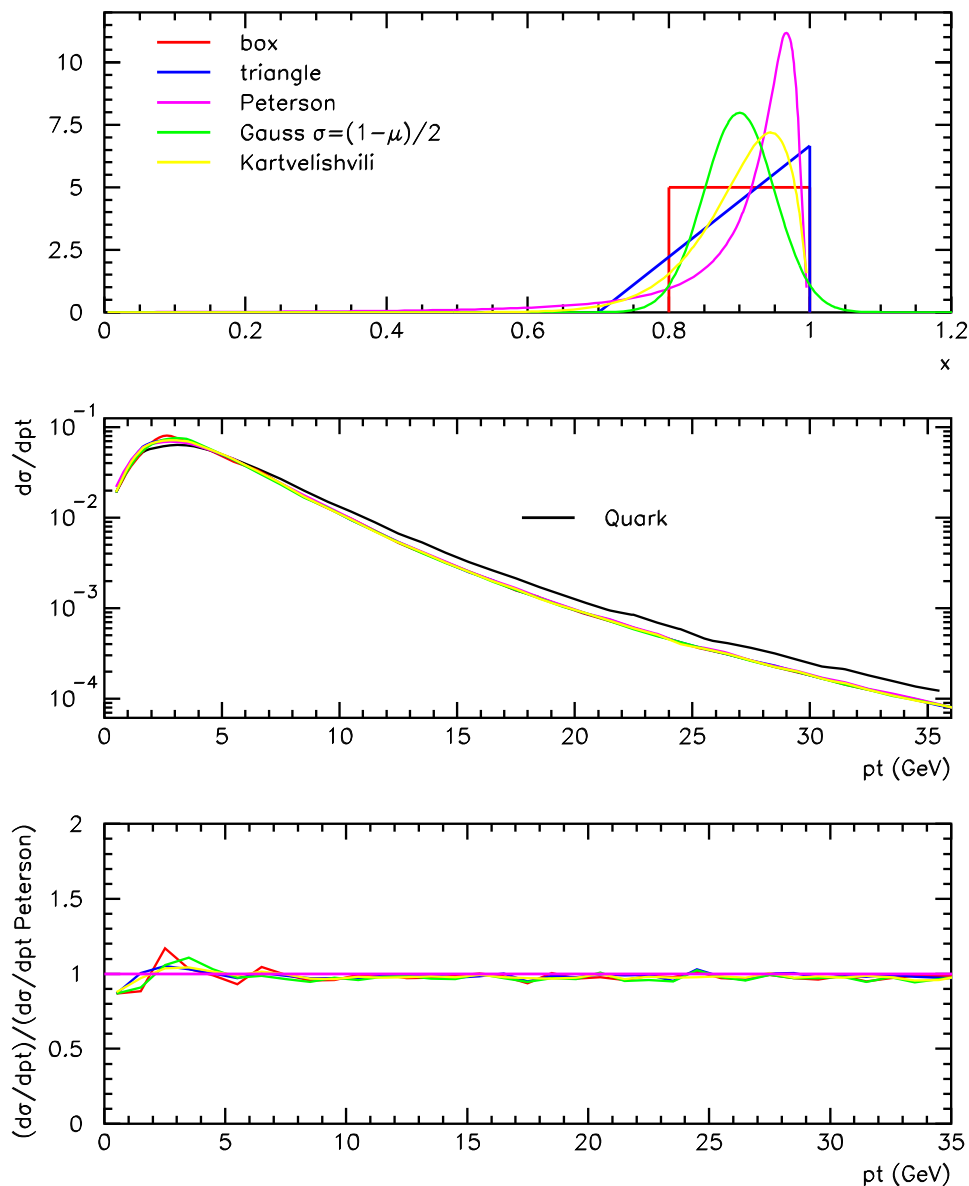 10
7.5
5
2.5
0
box
triangle
Peterson
Gauss σ=(1−μ)/2
Kartvelishvili
0 0.2 0.4 0.6 0.8 1 1.2
x
dσ/dpt
10⁻¹
10⁻²
10⁻³
10⁻⁴
Quark
0 5 10 15 20 25 30 35
pt (GeV)
(dσ/dpt)/(dσ/dpt Peterson)
2
1.5
1
0.5
0
0 5 10 15 20 25 30 35
pt (GeV)